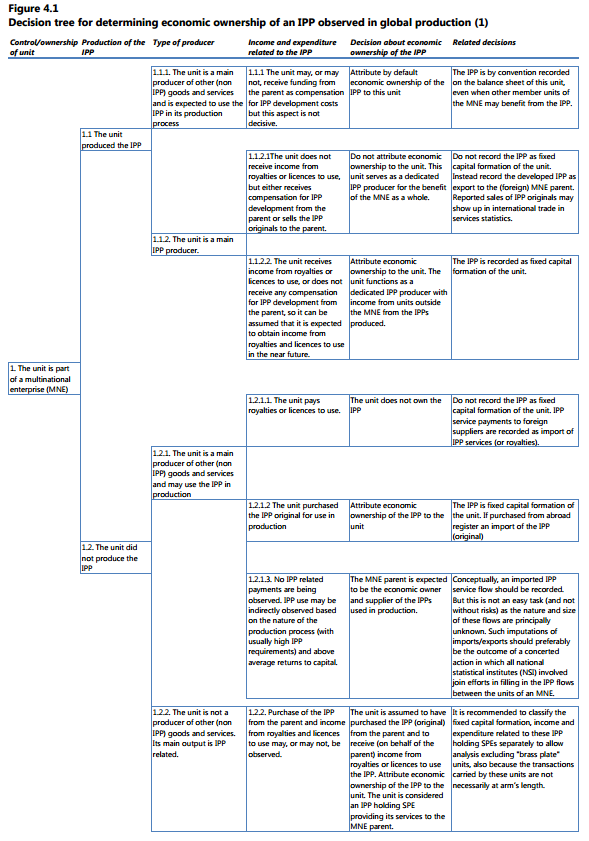 Figure 4.1
Decision tree for determining economic ownership of an IPP observed in global production (1)
Control/ownership
of unit
Production of the
IPP
Type of producer
Income and expenditure
related to the IPP
Decision about economic
ownership of the IPP
Related decisions
1.1.1. The unit is a main
producer of other (non
IPP) goods and services
and is expected to use the
IPP in its production
process
1.1.1 The unit may, or may
not, receive funding from
the parent as compensation
for IPP development costs
but this aspect is not
decisive.
Attribute by default
economic ownership of the
IPP to this unit
The IPP is by convention recorded
on the balance sheet of this unit,
even when other member units of
the MNE may benefit from the IPP.
1.1 The unit
produced the IPP
1.1.2.1The unit does not
receive income from
royalties or licences to use,
but either receives
compensation for IPP
development from the
parent or sells the IPP
originals to the parent.
Do not attribute economic
ownership to the unit. This
unit serves as a dedicated
IPP producer for the benefit
of the MNE as a whole.
Do not record the IPP as fixed
capital formation of the unit.
Instead record the developed IPP as
export to the (foreign) MNE parent.
Reported sales of IPP originals may
show up in international trade in
services statistics.
1.1.2. The unit is a main
IPP producer.
1.1.2.2. The unit receives
income from royalties or
licences to use, or does not
receive any compensation
for IPP development from
the parent, so it can be
assumed that it is expected
to obtain income from
royalties and licences to use
in the near future.
Attribute economic
ownership to the unit. The
unit functions as a
dedicated IPP producer with
income from units outside
the MNE from the IPPs
produced.
The IPP is recorded as fixed capital
formation of the unit.
1. The unit is part
of a multinational
enterprise (MNE)
1.2.1.1. The unit pays
royalties or licences to use.
The unit does not own the
IPP
Do not record the IPP as fixed
capital formation of the unit. IPP
service payments to foreign
suppliers are recorded as import of
IPP services (or royalties).
1.2.1. The unit is a main
producer of other (non
IPP) goods and services
and may use the IPP in
production
1.2.1.2 The unit purchased
the IPP original for use in
production
Attribute economic
ownership of the IPP to the
unit
The IPP is fixed capital formation of
the unit. If purchased from abroad
register an import of the IPP
(original)
1.2. The unit did
not produce the
IPP
1.2.1.3. No IPP related
payments are being
observed. IPP use may be
indirectly observed based
on the nature of the
production process (with
usually high IPP
requirements) and above
average returns to capital.
The MNE parent is expected
to be the economic owner
and supplier of the IPPs
used in production.
Conceptually, an imported IPP
service flow should be recorded.
But this is not an easy task (and not
without risks) as the nature and size
of these flows are principally
unknown. Such imputations of
imports/exports should preferably
be the outcome of a concerted
action in which all national
statistical institutes (NSI) involved
join efforts in filling in the IPP flows
between the units of an MNE.
1.2.2. The unit is not a
producer of other (non
IPP) goods and services.
Its main output is IPP
related.
1.2.2. Purchase of the IPP
from the parent and income
from royalties and licences
to use may, or may not, be
observed.
The unit is assumed to have
purchased the IPP (original)
from the parent and to
receive (on behalf of the
parent) income from
royalties or licences to use
the IPP. Attribute economic
ownership of the IPP to the
unit. The unit is considered
an IPP holding SPE
providing its services to the
MNE parent.
It is recommended to classify the
fixed capital formation, income and
expenditure related to these IPP
holding SPEs separately to allow
analysis excluding "brass plate"
units, also because the transactions
carried by these units are not
necessarily at arm's length.